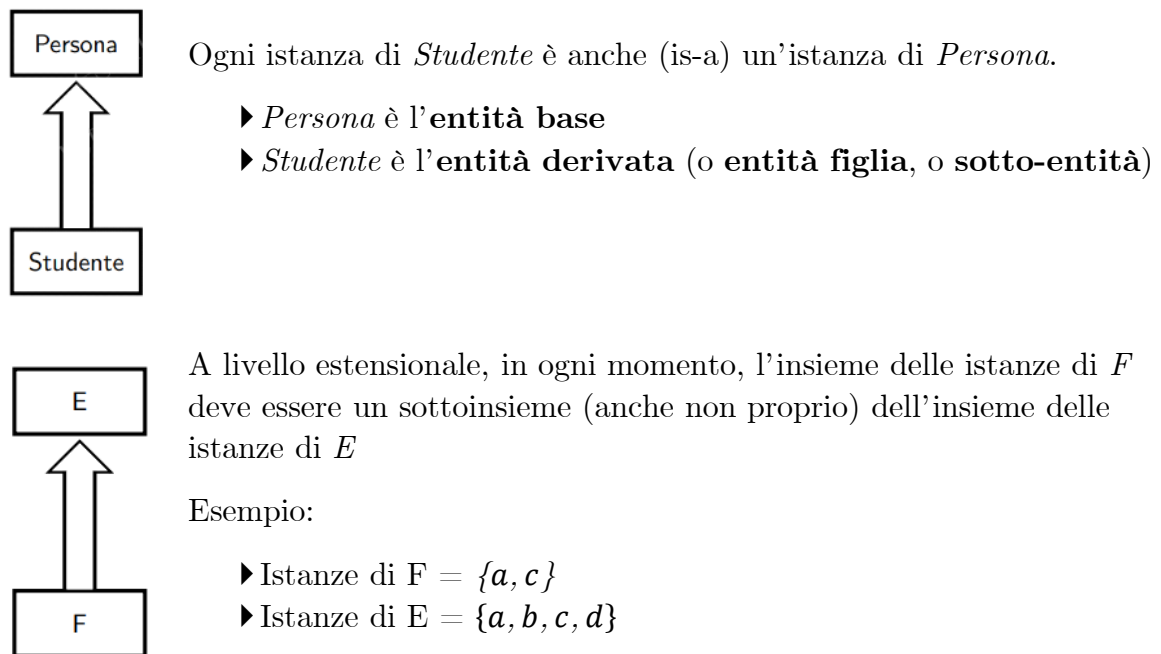 Persona
Ogni istanza di Studente è anche (is-a) un'istanza di Persona.
Persona è l'entità base
Studente è l'entità derivata (o entità figlia, o sotto-entità)
Studente
A livello estensionale, in ogni momento, l'insieme delle istanze di F
E
deve essere un sottoinsieme (anche non proprio) dell'insieme delle
istanze di E
Esempio:
Istanze di F = {a, c}
Istanze di E = {a, b, c, d}
F